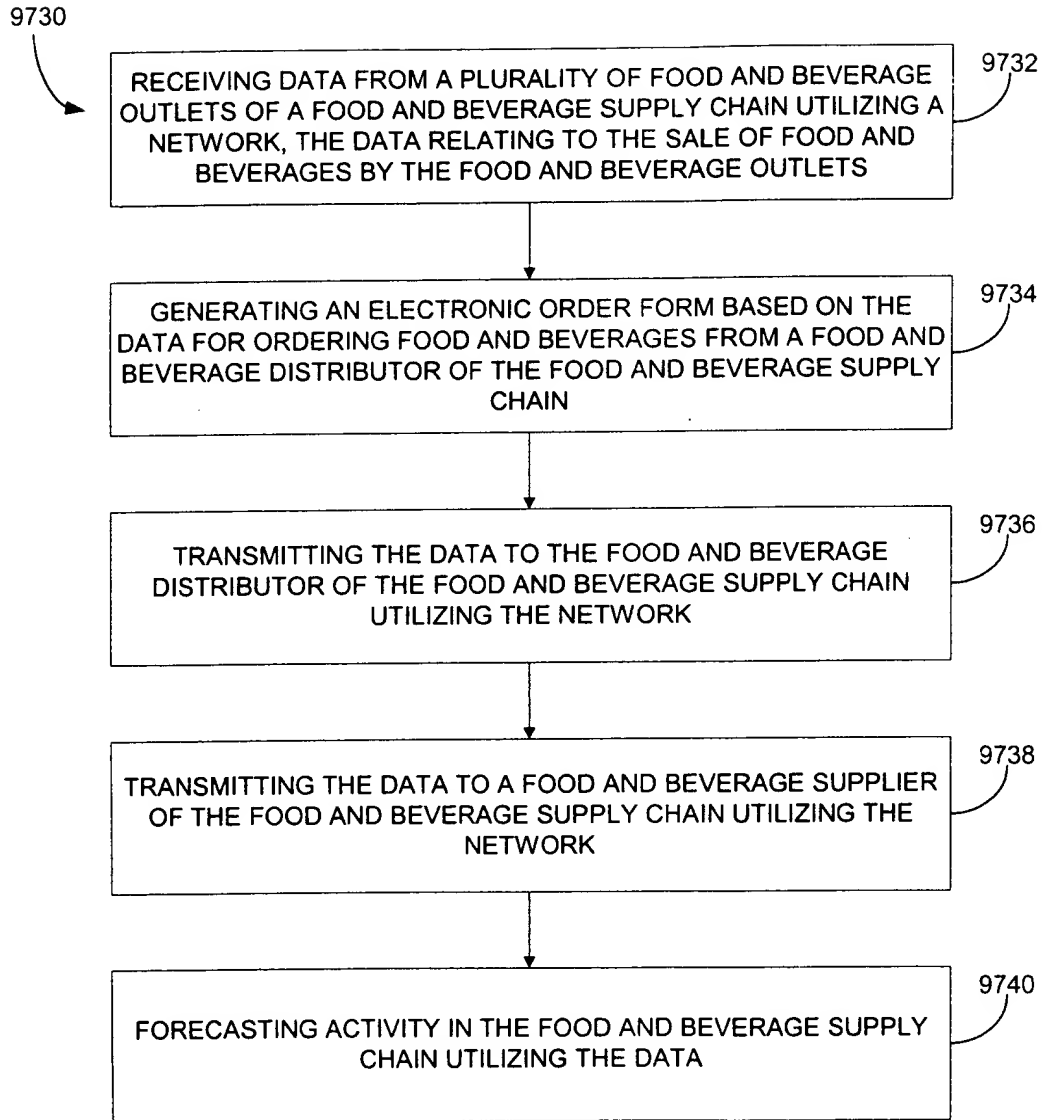 9730
RECEIVING DATA FROM A PLURALITY OF FOOD AND BEVERAGE
OUTLETS OF A FOOD AND BEVERAGE SUPPLY CHAIN UTILIZING A
NETWORK, THE DATA RELATING TO THE SALE OF FOOD AND
BEVERAGES BY THE FOOD AND BEVERAGE OUTLETS
9732
GENERATING AN ELECTRONIC ORDER FORM BASED ON THE
DATA FOR ORDERING FOOD AND BEVERAGES FROM A FOOD AND
BEVERAGE DISTRIBUTOR OF THE FOOD AND BEVERAGE SUPPLY
CHAIN
9734
TRANSMITTING THE DATA TO THE FOOD AND BEVERAGE
DISTRIBUTOR OF THE FOOD AND BEVERAGE SUPPLY CHAIN
UTILIZING THE NETWORK
9736
TRANSMITTING THE DATA TO A FOOD AND BEVERAGE SUPPLIER
OF THE FOOD AND BEVERAGE SUPPLY CHAIN UTILIZING THE
NETWORK
9738
FORECASTING ACTIVITY IN THE FOOD AND BEVERAGE SUPPLY
CHAIN UTILIZING THE DATA
9740